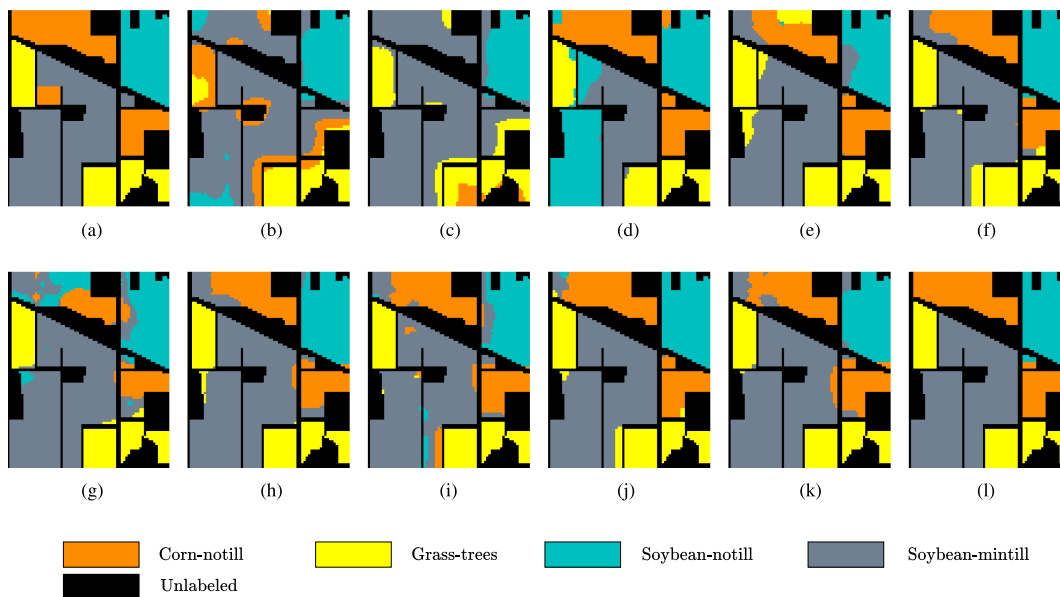 (a) (b) (c) (d) (e) (f)
(g) (h) (i) (j) (k) (l)
Corn-notill Grass-trees Soybean-notill Soybean-mintill
Unlabeled